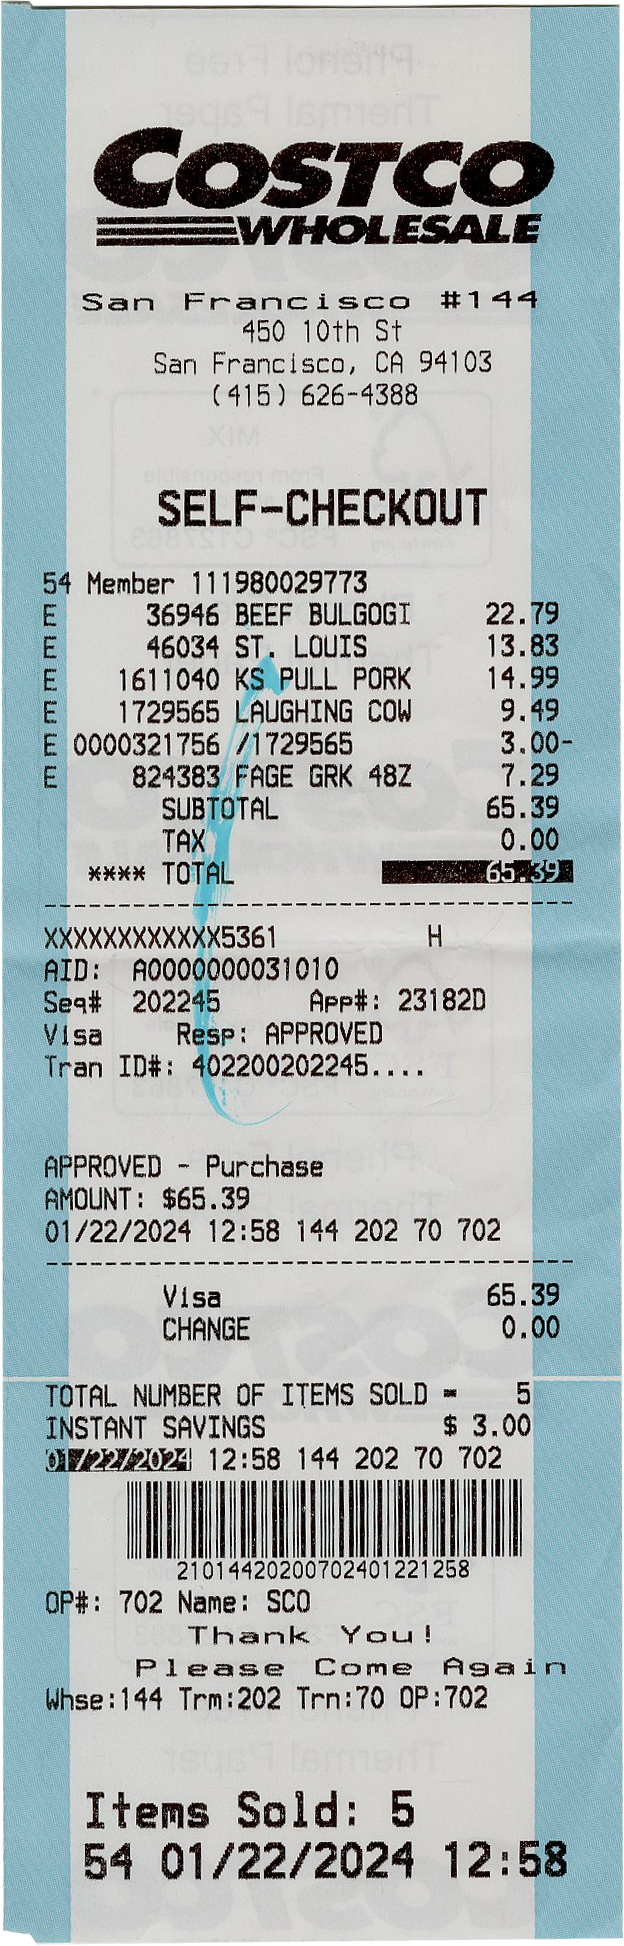 COSTCO
WHOLESALE
San Francisco #144
450 10th St
San Francisco, CA 94103
(415) 626-4388
SELF-CHECKOUT
54 Member 111980029773
E 36946 BEEF BULGOGI 22.79
E 46034 ST. LOUIS 13.83
E 1611040 KS PULL PORK 14.99
E 1729565 LAUGHING COW 9.49
E 0000321756 /1729565 3.00-
E 824383 FAGE GRK 48Z 7.29
SUBTOTAL 65.39
TAX 0.00
**** TOTAL 65.39
XXXXXXXXXXXX5361 H
AID: A0000000031010
Seq# 202245 App#: 23182D
Visa Resp: APPROVED
Tran ID#: 402200202245....
APPROVED - Purchase
AMOUNT: $65.39
01/22/2024 12:58 144 202 70 702
Visa 65.39
CHANGE 0.00
TOTAL NUMBER OF ITEMS SOLD = 5
INSTANT SAVINGS $ 3.00
01/22/2024 12:58 144 202 70 702
21014420200702401221258
OP#: 702 Name: SCO
Thank You!
Please Come Again
Whse:144 Trm:202 Trn:70 OP:702
Items Sold: 5
54 01/22/2024 12:58